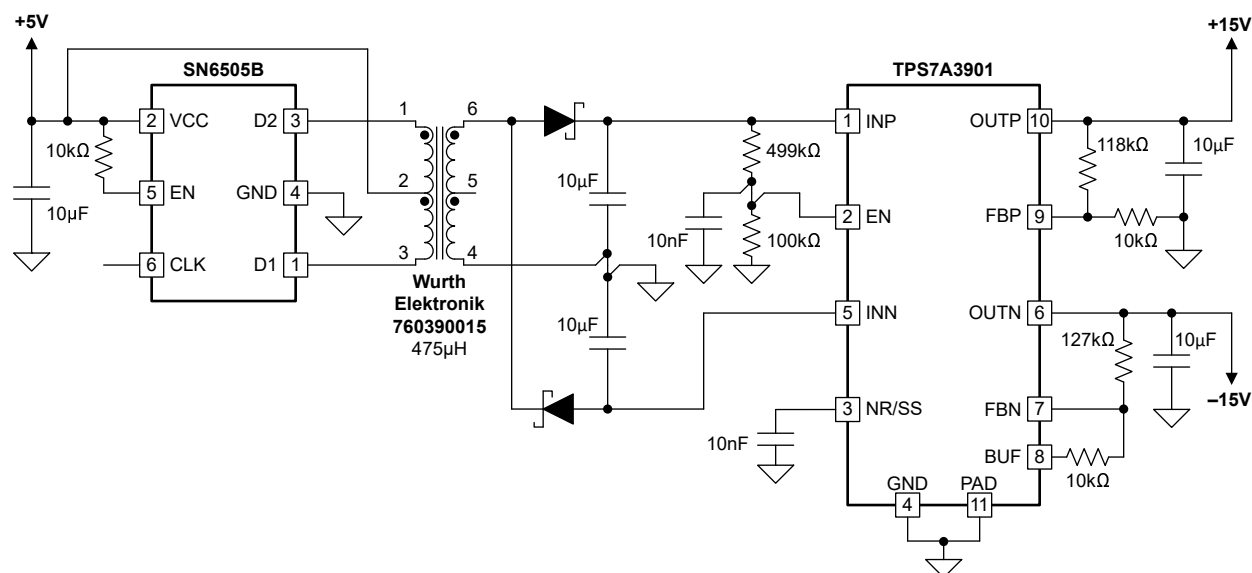 +5V
+15V
SN6505B
TPS7A3901
2 VCC
D2 3
1
6
1 INP
OUTP 10
10kΩ
499kΩ
118kΩ
10µF
5 EN
GND 4
2
5
10µF
10µF
2 EN
FBP 9
10nF
100kΩ
10kΩ
6 CLK
D1 1
3
4
Wurth
Elektronik
760390015
475µH
10µF
5 INN
OUTN 6
127kΩ
10µF
–15V
3 NR/SS
FBN 7
10nF
BUF 8
10kΩ
GND
PAD
4
11